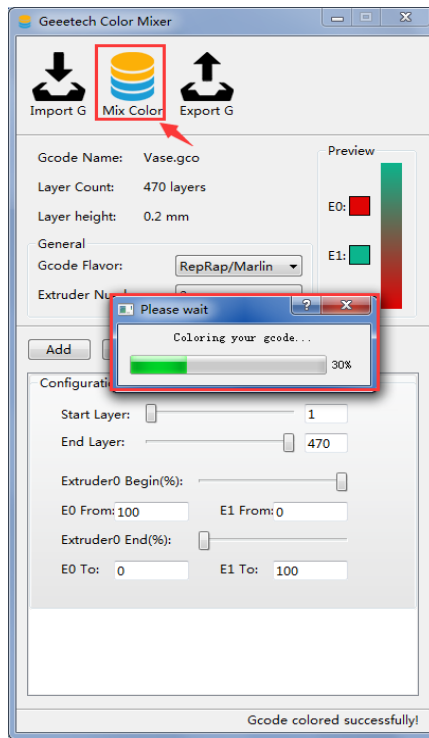 Geeetech Color Mixer
Import G Mix Color Export G
Gcode Name: Vase.gco
Layer Count: 470 layers
Layer height: 0.2 mm
Preview
E0:
E1:
General
Gcode Flavor: RepRap/Marlin
Extruder
Please wait
Coloring your gcode...
30%
Add
Start Layer: 1
End Layer: 470
Extruder0 Begin(%):
E0 From: 100 E1 From: 0
Extruder0 End(%):
E0 To: 0 E1 To: 100
Gcode colored successfully!